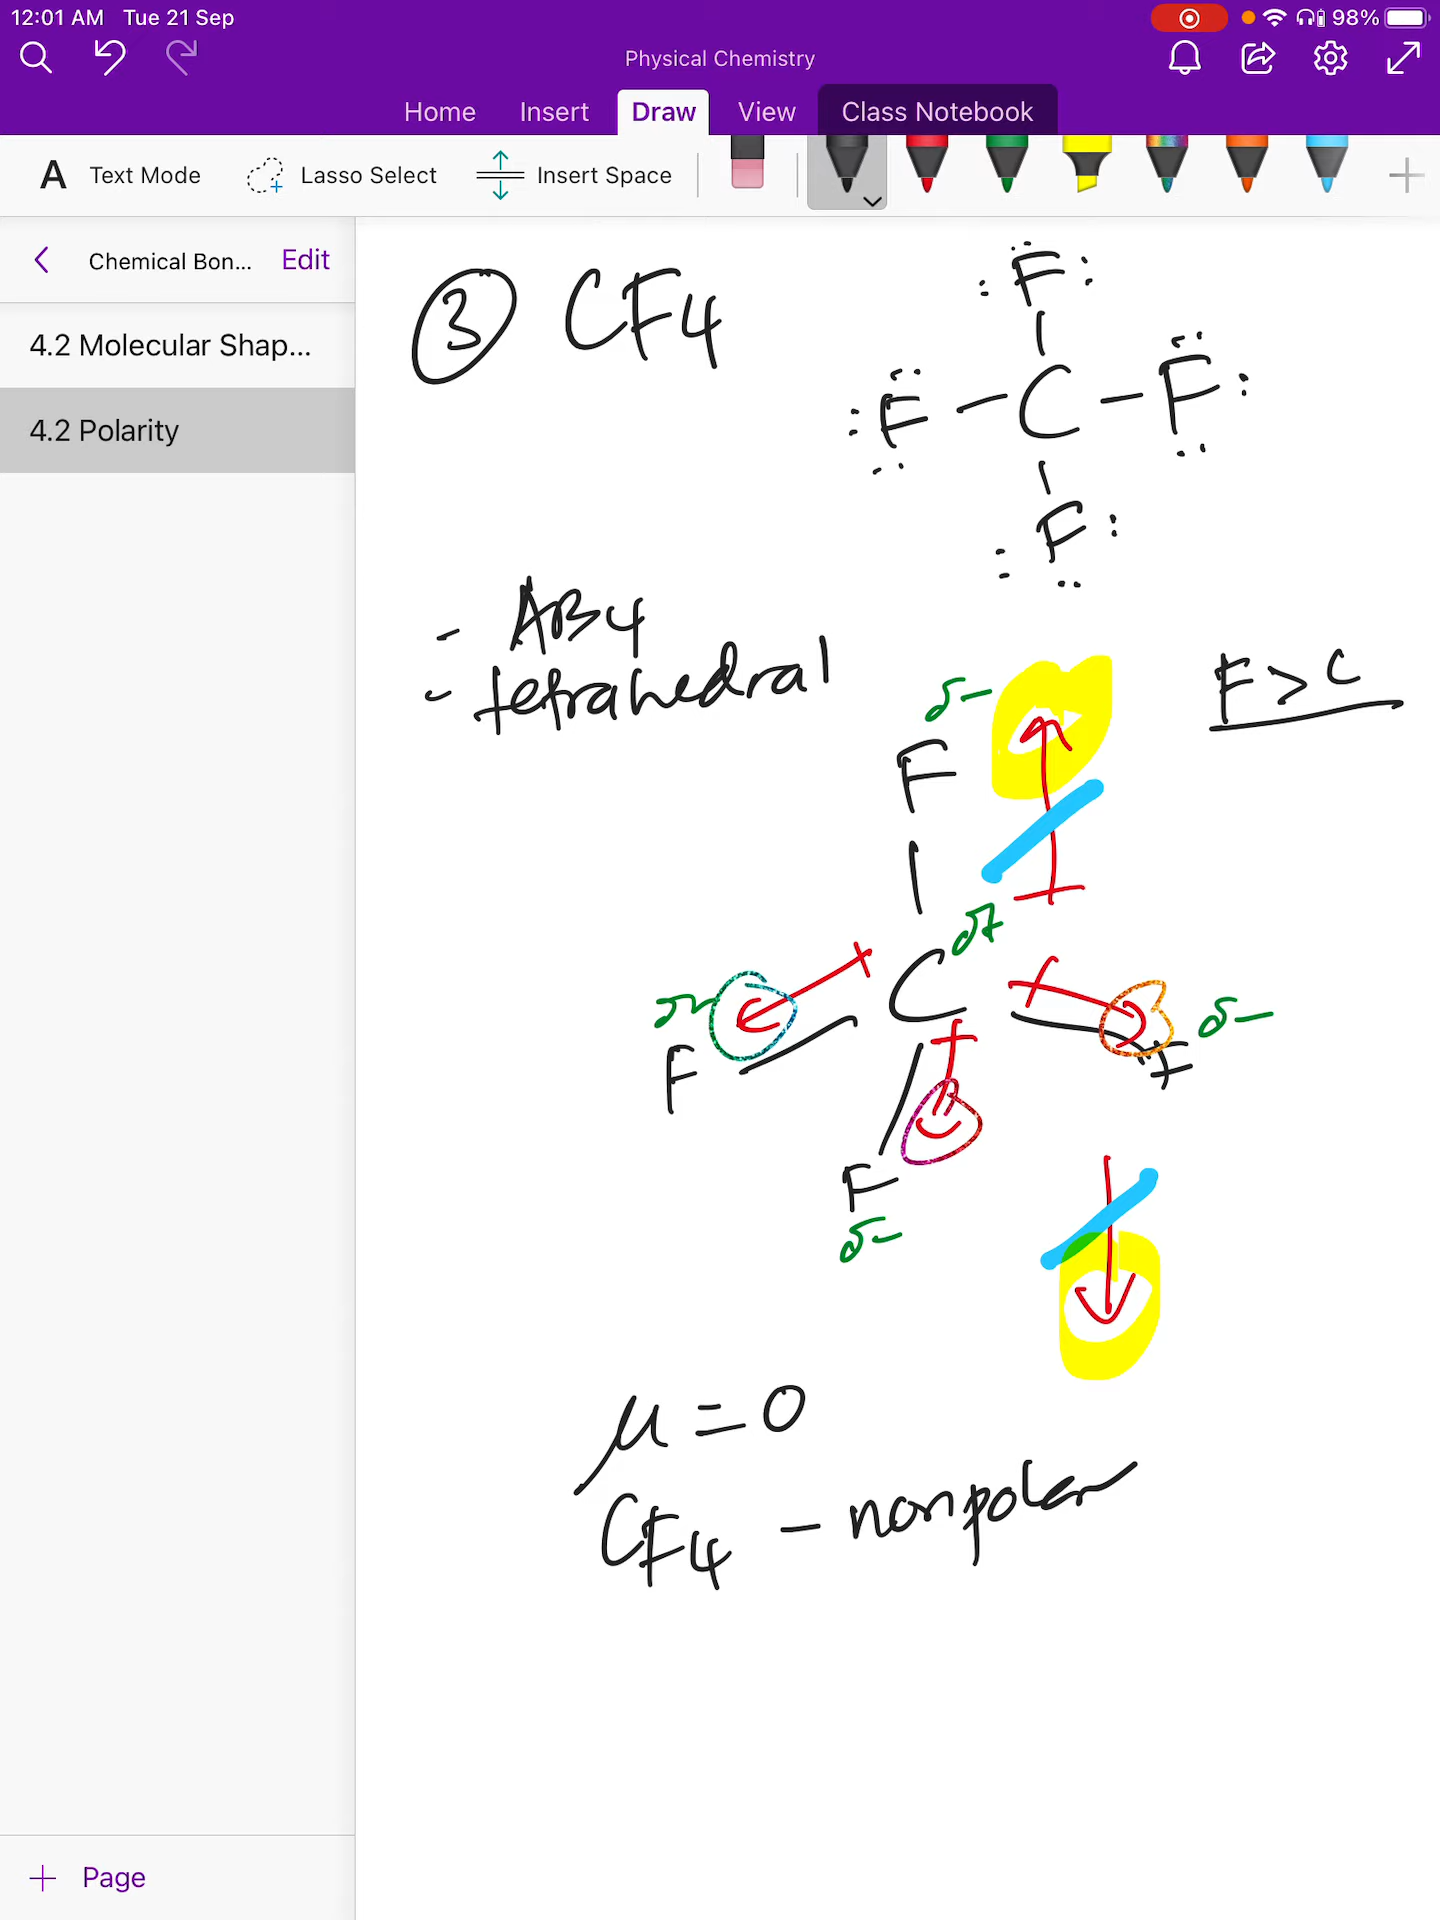 12:01 AM Tue 21 Sep
98%
Physical Chemistry
Home Insert Draw View Class Notebook
A Text Mode Lasso Select Insert Space
Chemical Bon... Edit
4.2 Molecular Shap...
4.2 Polarity
③ CF4
:F:
:F - C - F:
:F:
- AB4
- tetrahedral
F > C
δ-
F
δ+
C
δ-
F
F
δ-
F
δ-
μ = 0
CF4 - nonpolar
+ Page